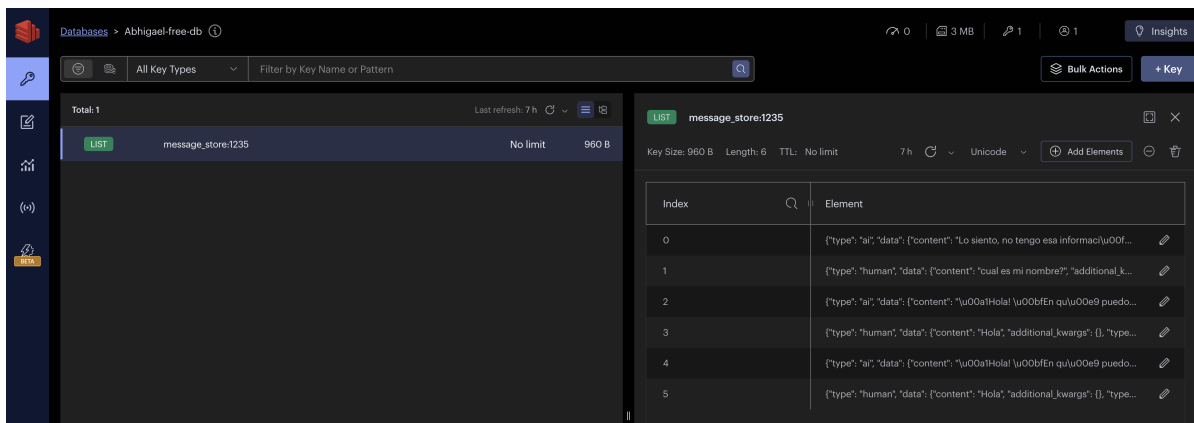 Databases > Abhigael-free-db
0 3 MB 1 1 Insights
All Key Types Filter by Key Name or Pattern Bulk Actions + Key
Total: 1 Last refresh: 7 h
LIST message_store:1235 No limit 960 B
BETA
LIST message_store:1235
Key Size: 960 B Length: 6 TTL: No limit 7 h Unicode Add Elements
Index Element
0 {"type": "ai", "data": {"content": "Lo siento, no tengo esa informaci\u00f...
1 {"type": "human", "data": {"content": "cual es mi nombre?", "additional_k...
2 {"type": "ai", "data": {"content": "\u00a1Hola! \u00bfEn qu\u00e9 puedo...
3 {"type": "human", "data": {"content": "Hola", "additional_kwargs": {}, "type...
4 {"type": "ai", "data": {"content": "\u00a1Hola! \u00bfEn qu\u00e9 puedo...
5 {"type": "human", "data": {"content": "Hola", "additional_kwargs": {}, "type...